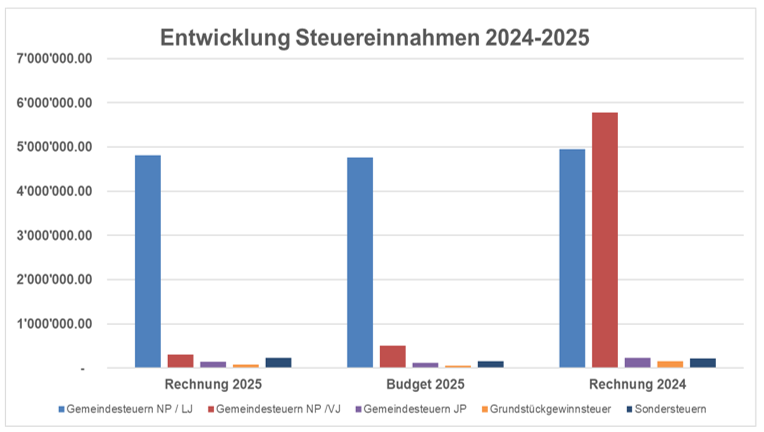 Entwicklung Steuereinnahmen 2024-2025
7'000'000.00
6'000'000.00
5'000'000.00
4'000'000.00
3'000'000.00
2'000'000.00
1'000'000.00
-
Rechnung 2025 Budget 2025 Rechnung 2024
Gemeindesteuern NP / LJ Gemeindesteuern NP /VJ Gemeindesteuern JP Grundstückgewinnsteuer Sondersteuern